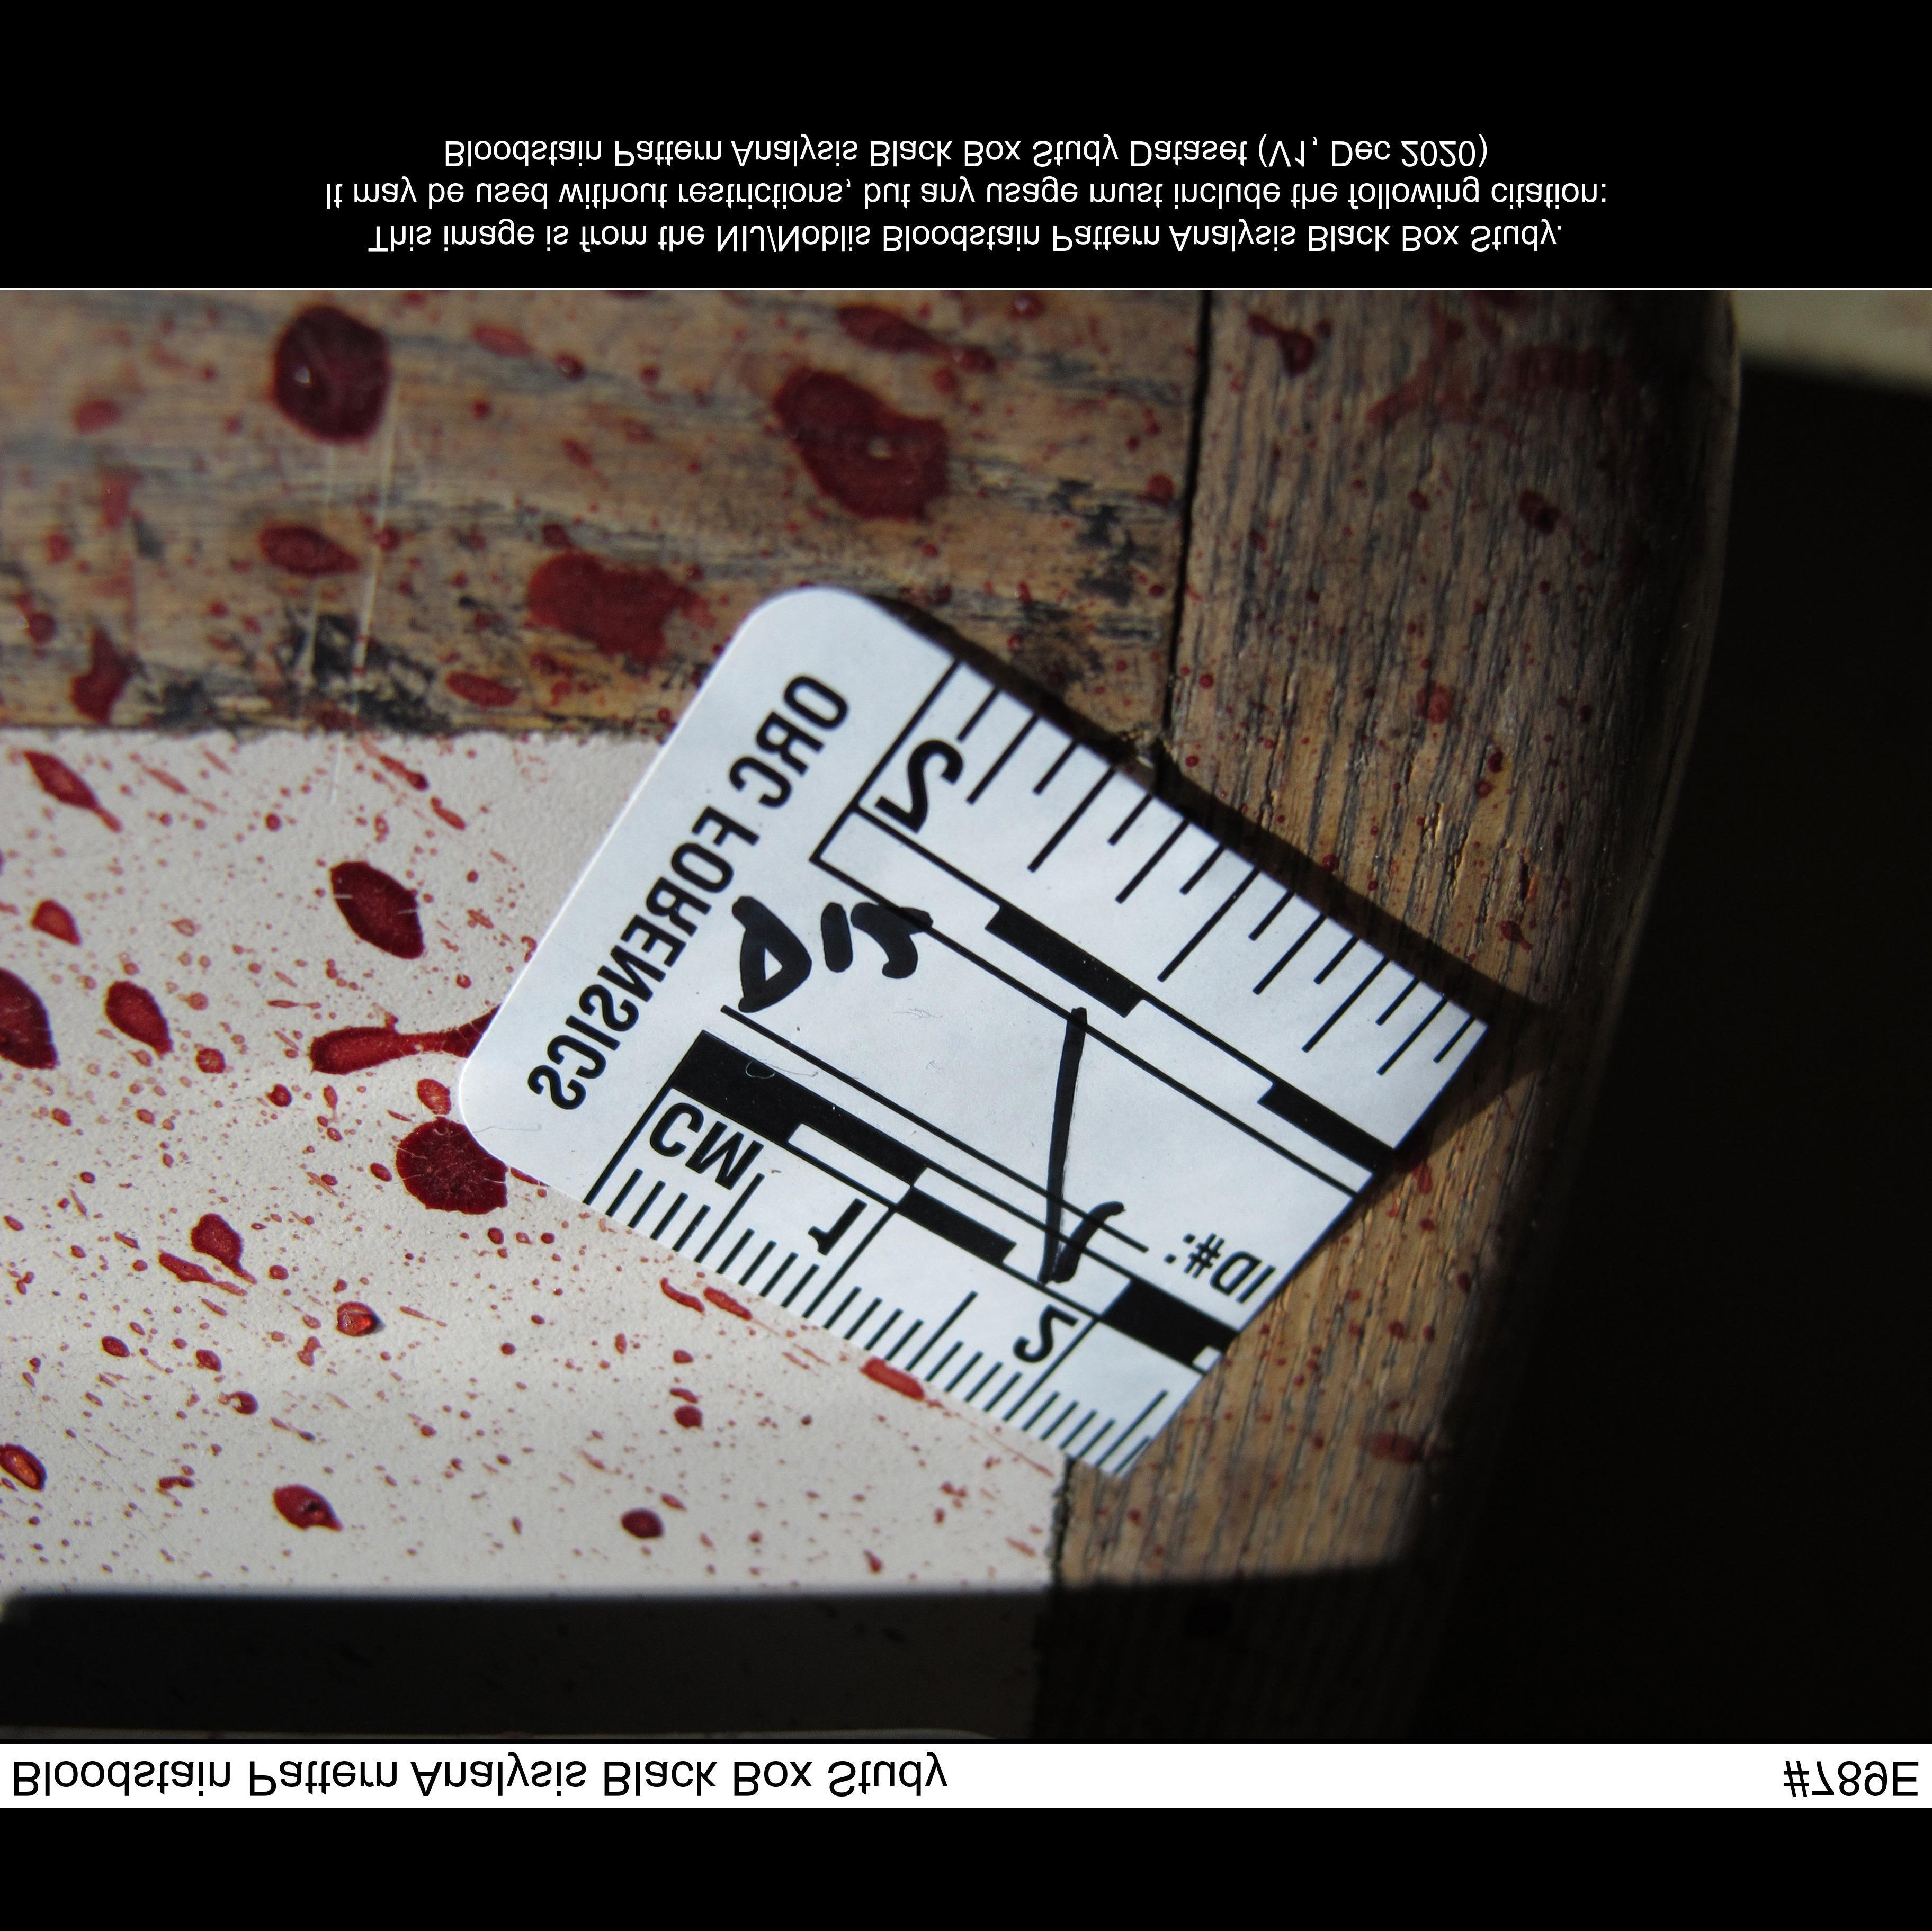 Bloodstain Pattern Analysis Black Box Study #789E
ID#:
CM 1 2
2
ORC FORENSICS
This image is from the NIJ/Noblis Bloodstain Pattern Analysis Black Box Study.
It may be used without restrictions, but any usage must include the following citation:
Bloodstain Pattern Analysis Black Box Study Dataset (V1, Dec 2020)